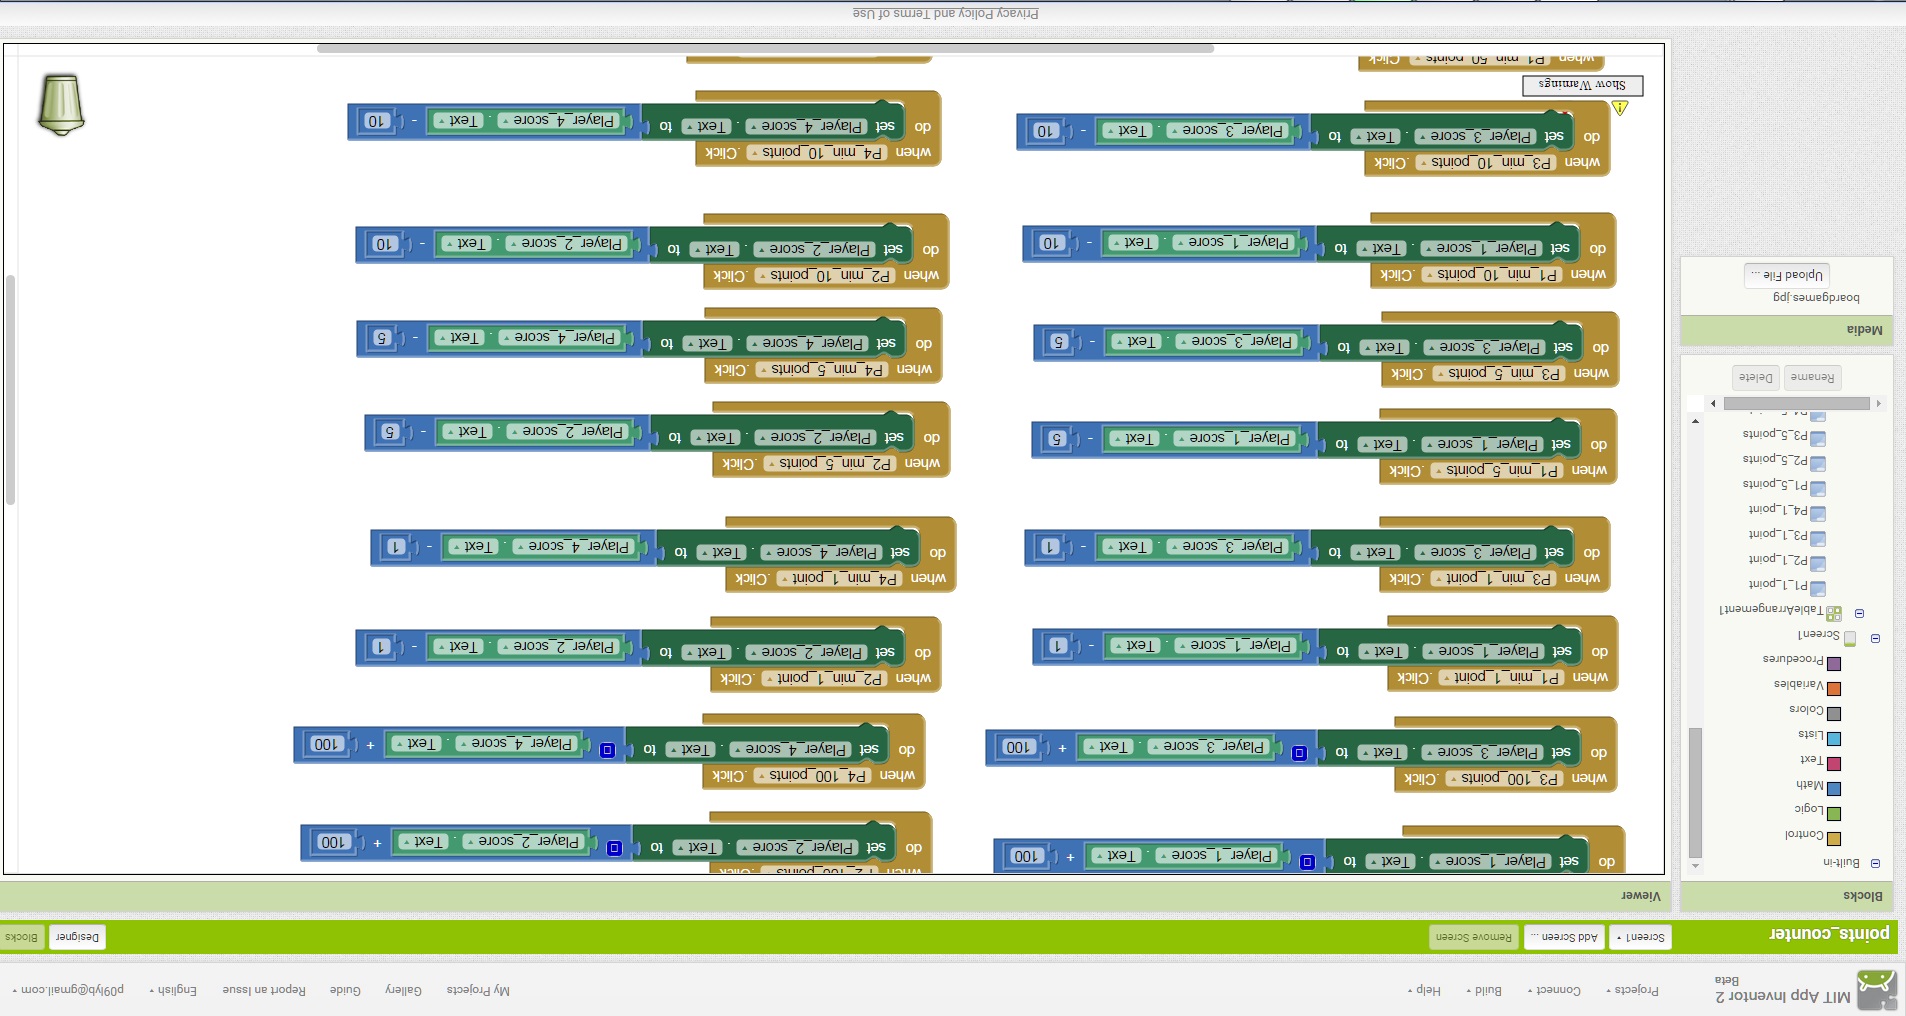 MIT App Inventor 2
Beta
Projects Connect Build Help My Projects Gallery Guide Report an Issue English p09lyb@gmail.com
points_counter Screen1 Add Screen ... Remove Screen Designer Blocks
Blocks Viewer
Built-in
Control
Logic
Math
Text
Lists
Colors
Variables
Procedures
Screen1
TableArrangement1
P1_1_point
P2_1_point
P3_1_point
P4_1_point
P1_5_points
P2_5_points
P3_5_points
Rename Delete
Media
boardgames.jpg
Upload File ...
do set Player_1_score . Text to Player_1_score . Text + 100
when P2_100_points .Click
do set Player_2_score . Text to Player_2_score . Text + 100
when P3_100_points .Click
do set Player_3_score . Text to Player_3_score . Text + 100
when P4_100_points .Click
do set Player_4_score . Text to Player_4_score . Text + 100
when P1_min_1_point .Click
do set Player_1_score . Text to Player_1_score . Text - 1
when P2_min_1_point .Click
do set Player_2_score . Text to Player_2_score . Text - 1
when P3_min_1_point .Click
do set Player_3_score . Text to Player_3_score . Text - 1
when P4_min_1_point .Click
do set Player_4_score . Text to Player_4_score . Text - 1
when P1_min_5_points .Click
do set Player_1_score . Text to Player_1_score . Text - 5
when P2_min_5_points .Click
do set Player_2_score . Text to Player_2_score . Text - 5
when P3_min_5_points .Click
do set Player_3_score . Text to Player_3_score . Text - 5
when P4_min_5_points .Click
do set Player_4_score . Text to Player_4_score . Text - 5
when P1_min_10_points .Click
do set Player_1_score . Text to Player_1_score . Text - 10
when P2_min_10_points .Click
do set Player_2_score . Text to Player_2_score . Text - 10
when P3_min_10_points .Click
do set Player_3_score . Text to Player_3_score . Text - 10
when P4_min_10_points .Click
do set Player_4_score . Text to Player_4_score . Text - 10
Show Warnings
when P1_min_50_points .Click
Privacy Policy and Terms of Use